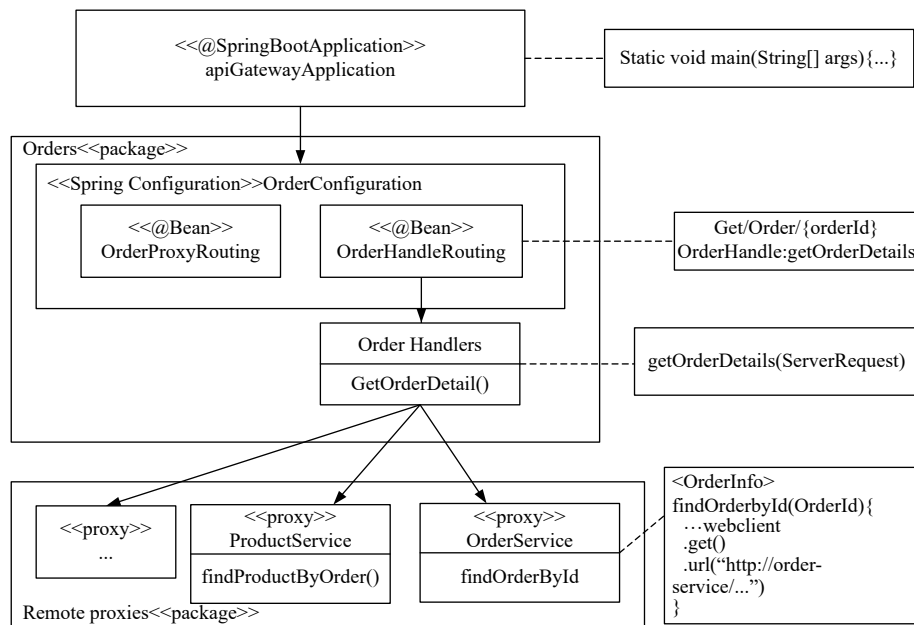 <<@SpringBootApplication>>
apiGatewayApplication
Static void main(String[] args){...}
Orders<<package>>
<<Spring Configuration>>OrderConfiguration
<<@Bean>>
OrderProxyRouting
<<@Bean>>
OrderHandleRouting
Get/Order/{orderId}
OrderHandle:getOrderDetails
Order Handlers
GetOrderDetail()
getOrderDetails(ServerRequest)
<<proxy>>
...
<<proxy>>
ProductService
findProductByOrder()
<<proxy>>
OrderService
findOrderById
<OrderInfo>
findOrderbyId(OrderId){
…webclient
.get()
.url(“http://order-
service/...”)
}
Remote proxies<<package>>